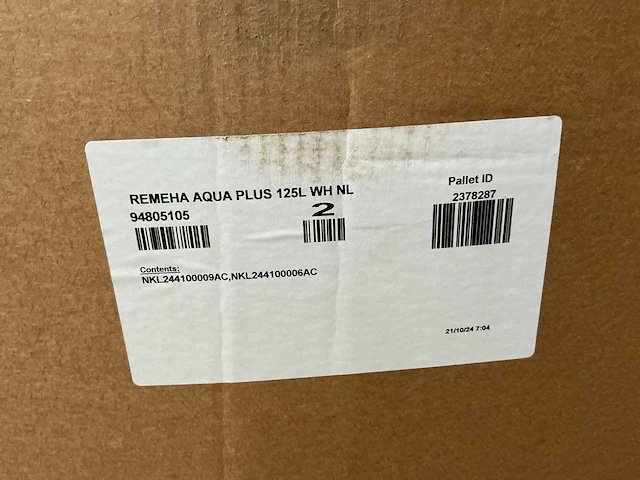 REMEHA AQUA PLUS 125L WH NL
94805105
2
Pallet ID
2378287
Contents:
NKL244100009AC,NKL244100006AC
21/10/24 7:04